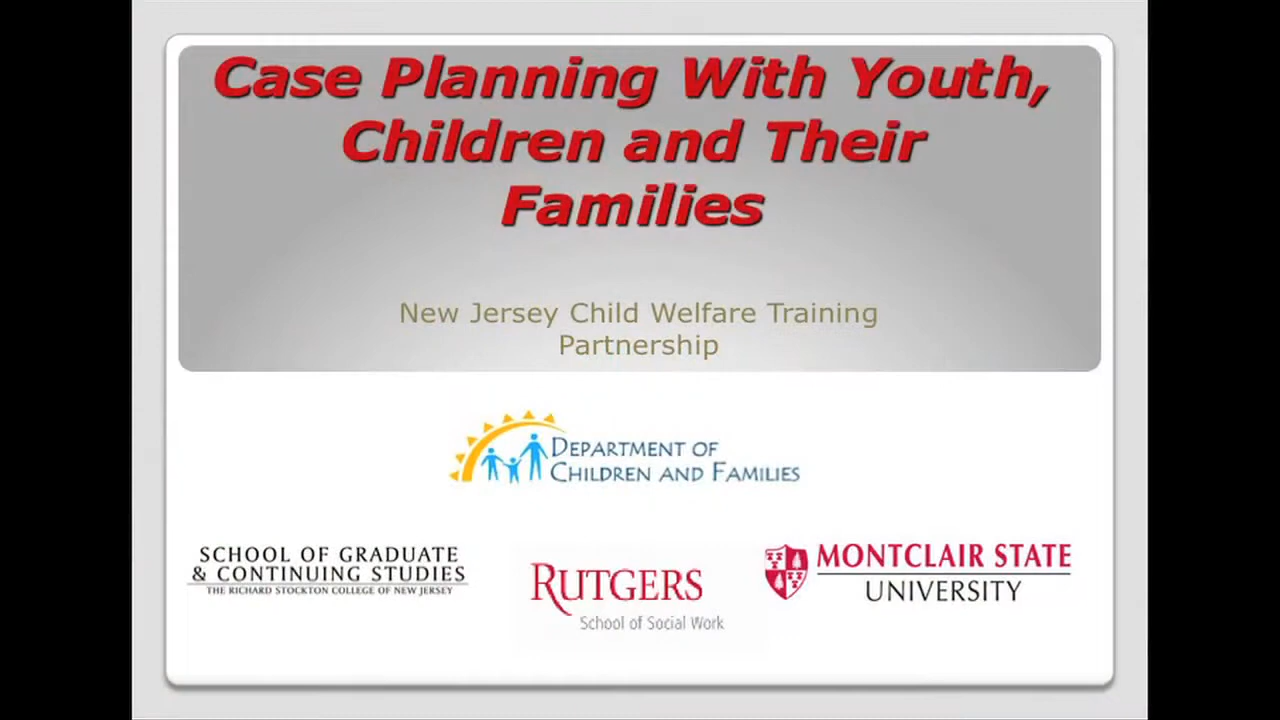 Case Planning With Youth,
Children and Their
Families
New Jersey Child Welfare Training
Partnership
DEPARTMENT OF
CHILDREN AND FAMILIES
SCHOOL OF GRADUATE
& CONTINUING STUDIES
THE RICHARD STOCKTON COLLEGE OF NEW JERSEY
RUTGERS
School of Social Work
MONTCLAIR STATE
UNIVERSITY